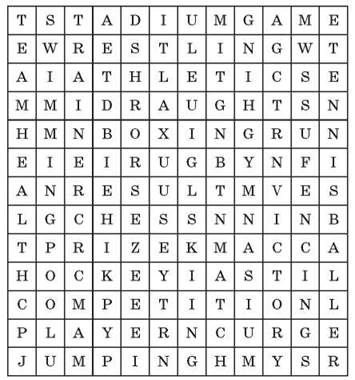 T S T A D I U M G A M E
E W R E S T L I N G W T
A I A T H L E T I C S E
M M I D R A U G H T S N
H M N B O X I N G R U N
E I E I R U G B Y N F I
A N R E S U L T M V E S
L G C H E S S N N I N B
T P R I Z E K M A C C A
H O C K E Y I A S T I L
C O M P E T I T I O N L
P L A Y E R N C U R G E
J U M P I N G H M Y S R